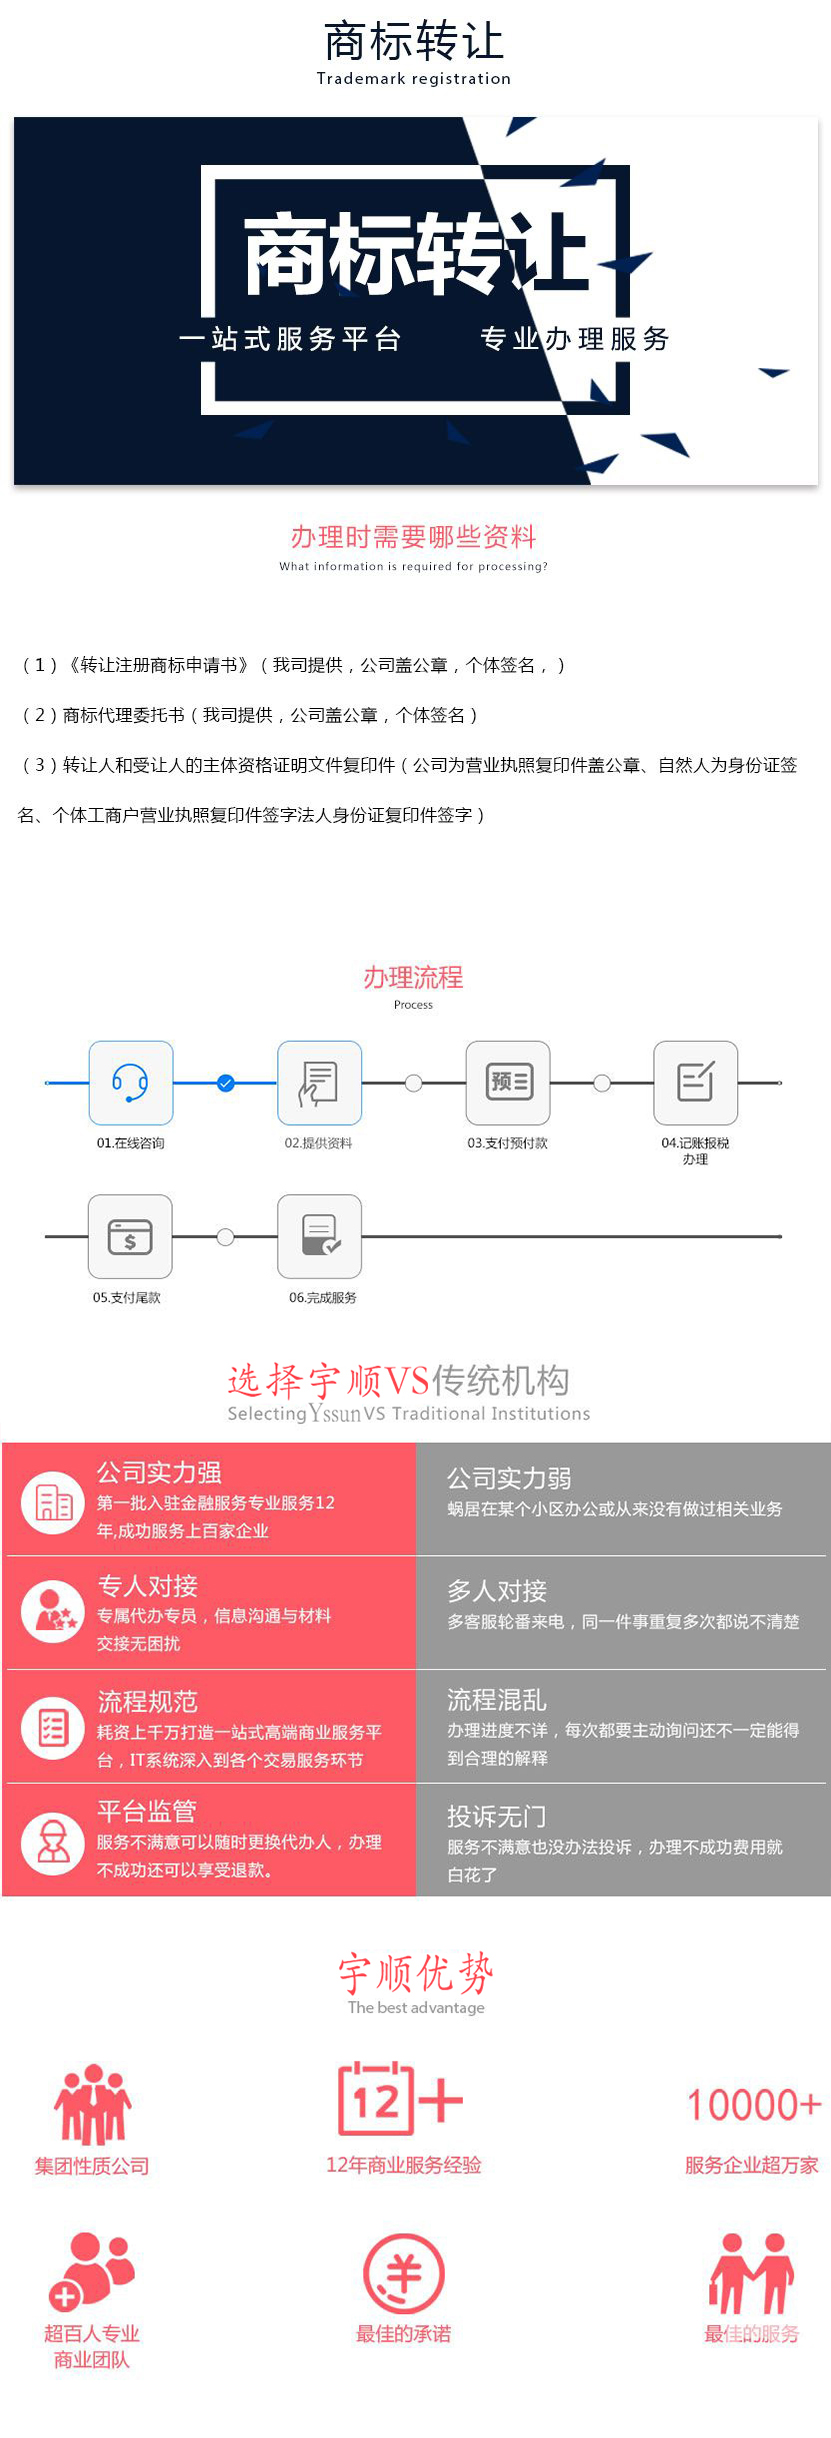 商标转让
Trademark registration
商标转让
一站式服务平台 专业办理服务
办理时需要哪些资料
What information is required for processing?
（1）《转让注册商标申请书》（我司提供，公司盖公章，个体签名，）
（2）商标代理委托书（我司提供，公司盖公章，个体签名）
（3）转让人和受让人的主体资格证明文件复印件（公司为营业执照复印件盖公章、自然人为身份证签
名、个体工商户营业执照复印件签字法人身份证复印件签字）
办理流程
Process
预
01.在线咨询
02.提供资料
03.支付预付款
04.记账报税
办理
$
05.支付尾款
06.完成服务
选择宇顺VS传统机构
Selecting Yssun VS Traditional Institutions
公司实力强
第一批入驻金融服务专业服务12
年,成功服务上百家企业
公司实力弱
蜗居在某个小区办公或从来没有做过相关业务
专人对接
专属代办专员，信息沟通与材料
交接无困扰
多人对接
多客服轮番来电，同一件事重复多次都说不清楚
流程规范
耗资上千万打造一站式高端商业服务平
台，IT系统深入到各个交易服务环节
流程混乱
办理进度不详，每次都要主动询问还不一定能得
到合理的解释
平台监管
服务不满意可以随时更换代办人，办理
不成功还可以享受退款。
投诉无门
服务不满意也没办法投诉，办理不成功费用就
白花了
宇顺优势
The best advantage
12+
10000+
集团性质公司
12年商业服务经验
服务企业超万家
超百人专业
商业团队
最佳的承诺
最佳的服务